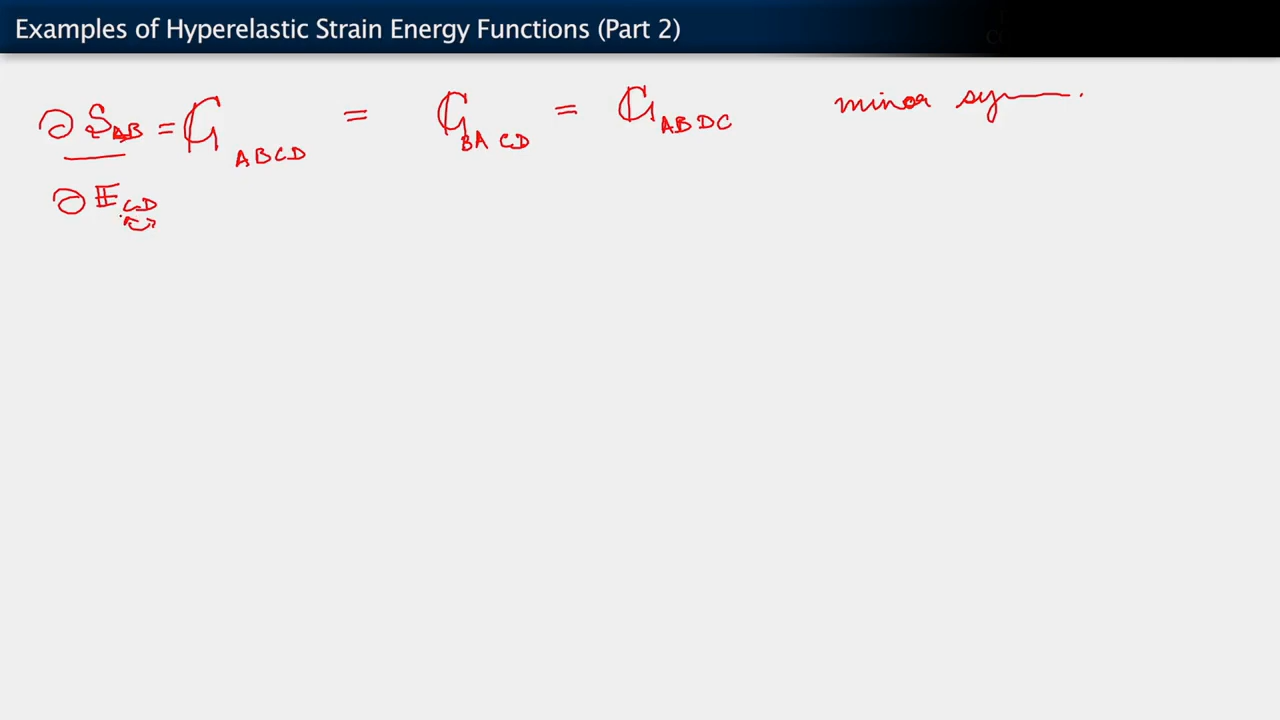 Examples of Hyperelastic Strain Energy Functions (Part 2)
∂S_AB = ℂ_ABCD = ℂ_BACD = ℂ_ABDC minor sym.
∂E_CD